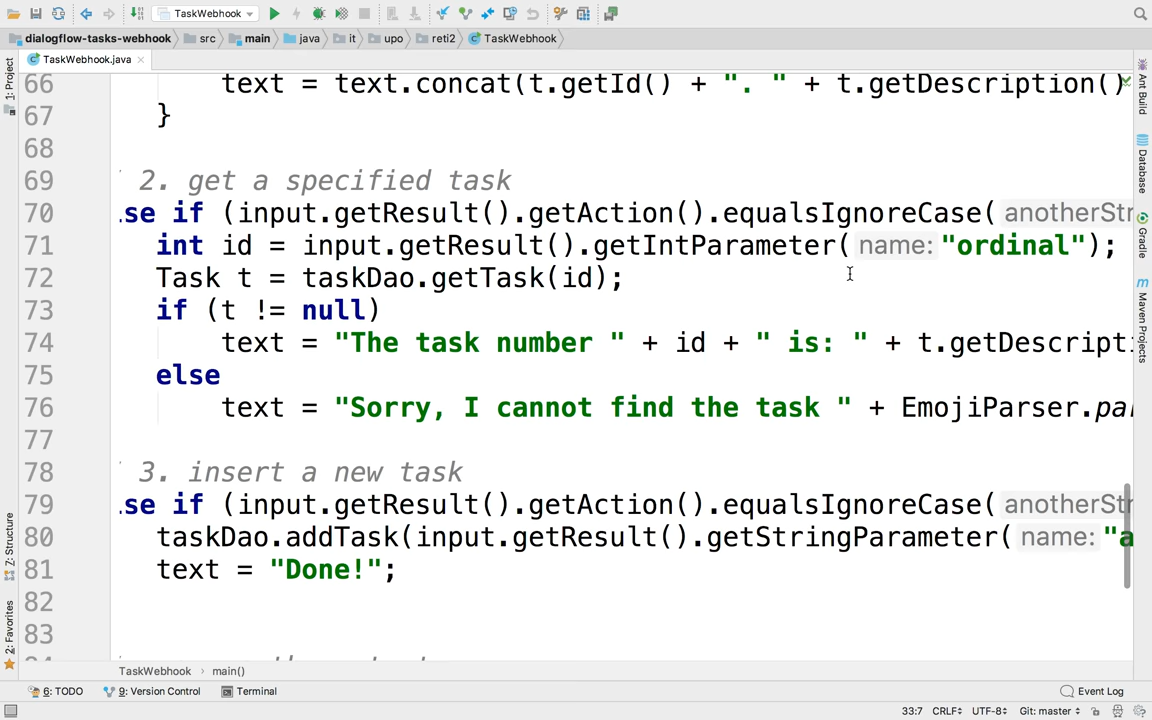 TaskWebhook
dialogflow-tasks-webhook src main java it upo reti2 TaskWebhook
TaskWebhook.java
66 text = text.concat(t.getId() + ". " + t.getDescription()
67 }
68
69 2. get a specified task
70 se if (input.getResult().getAction().equalsIgnoreCase( anotherStr
71 int id = input.getResult().getIntParameter( name: "ordinal");
72 Task t = taskDao.getTask(id);
73 if (t != null)
74 text = "The task number " + id + " is: " + t.getDescripti
75 else
76 text = "Sorry, I cannot find the task " + EmojiParser.par
77
78 3. insert a new task
79 se if (input.getResult().getAction().equalsIgnoreCase( anotherStr
80 taskDao.addTask(input.getResult().getStringParameter( name: "a
81 text = "Done!";
82
83
1: Project
Z: Structure
2: Favorites
Ant Build
Database
Gradle
Maven Projects
TaskWebhook › main()
6: TODO 9: Version Control Terminal Event Log
33:7 CRLF UTF-8 Git: master